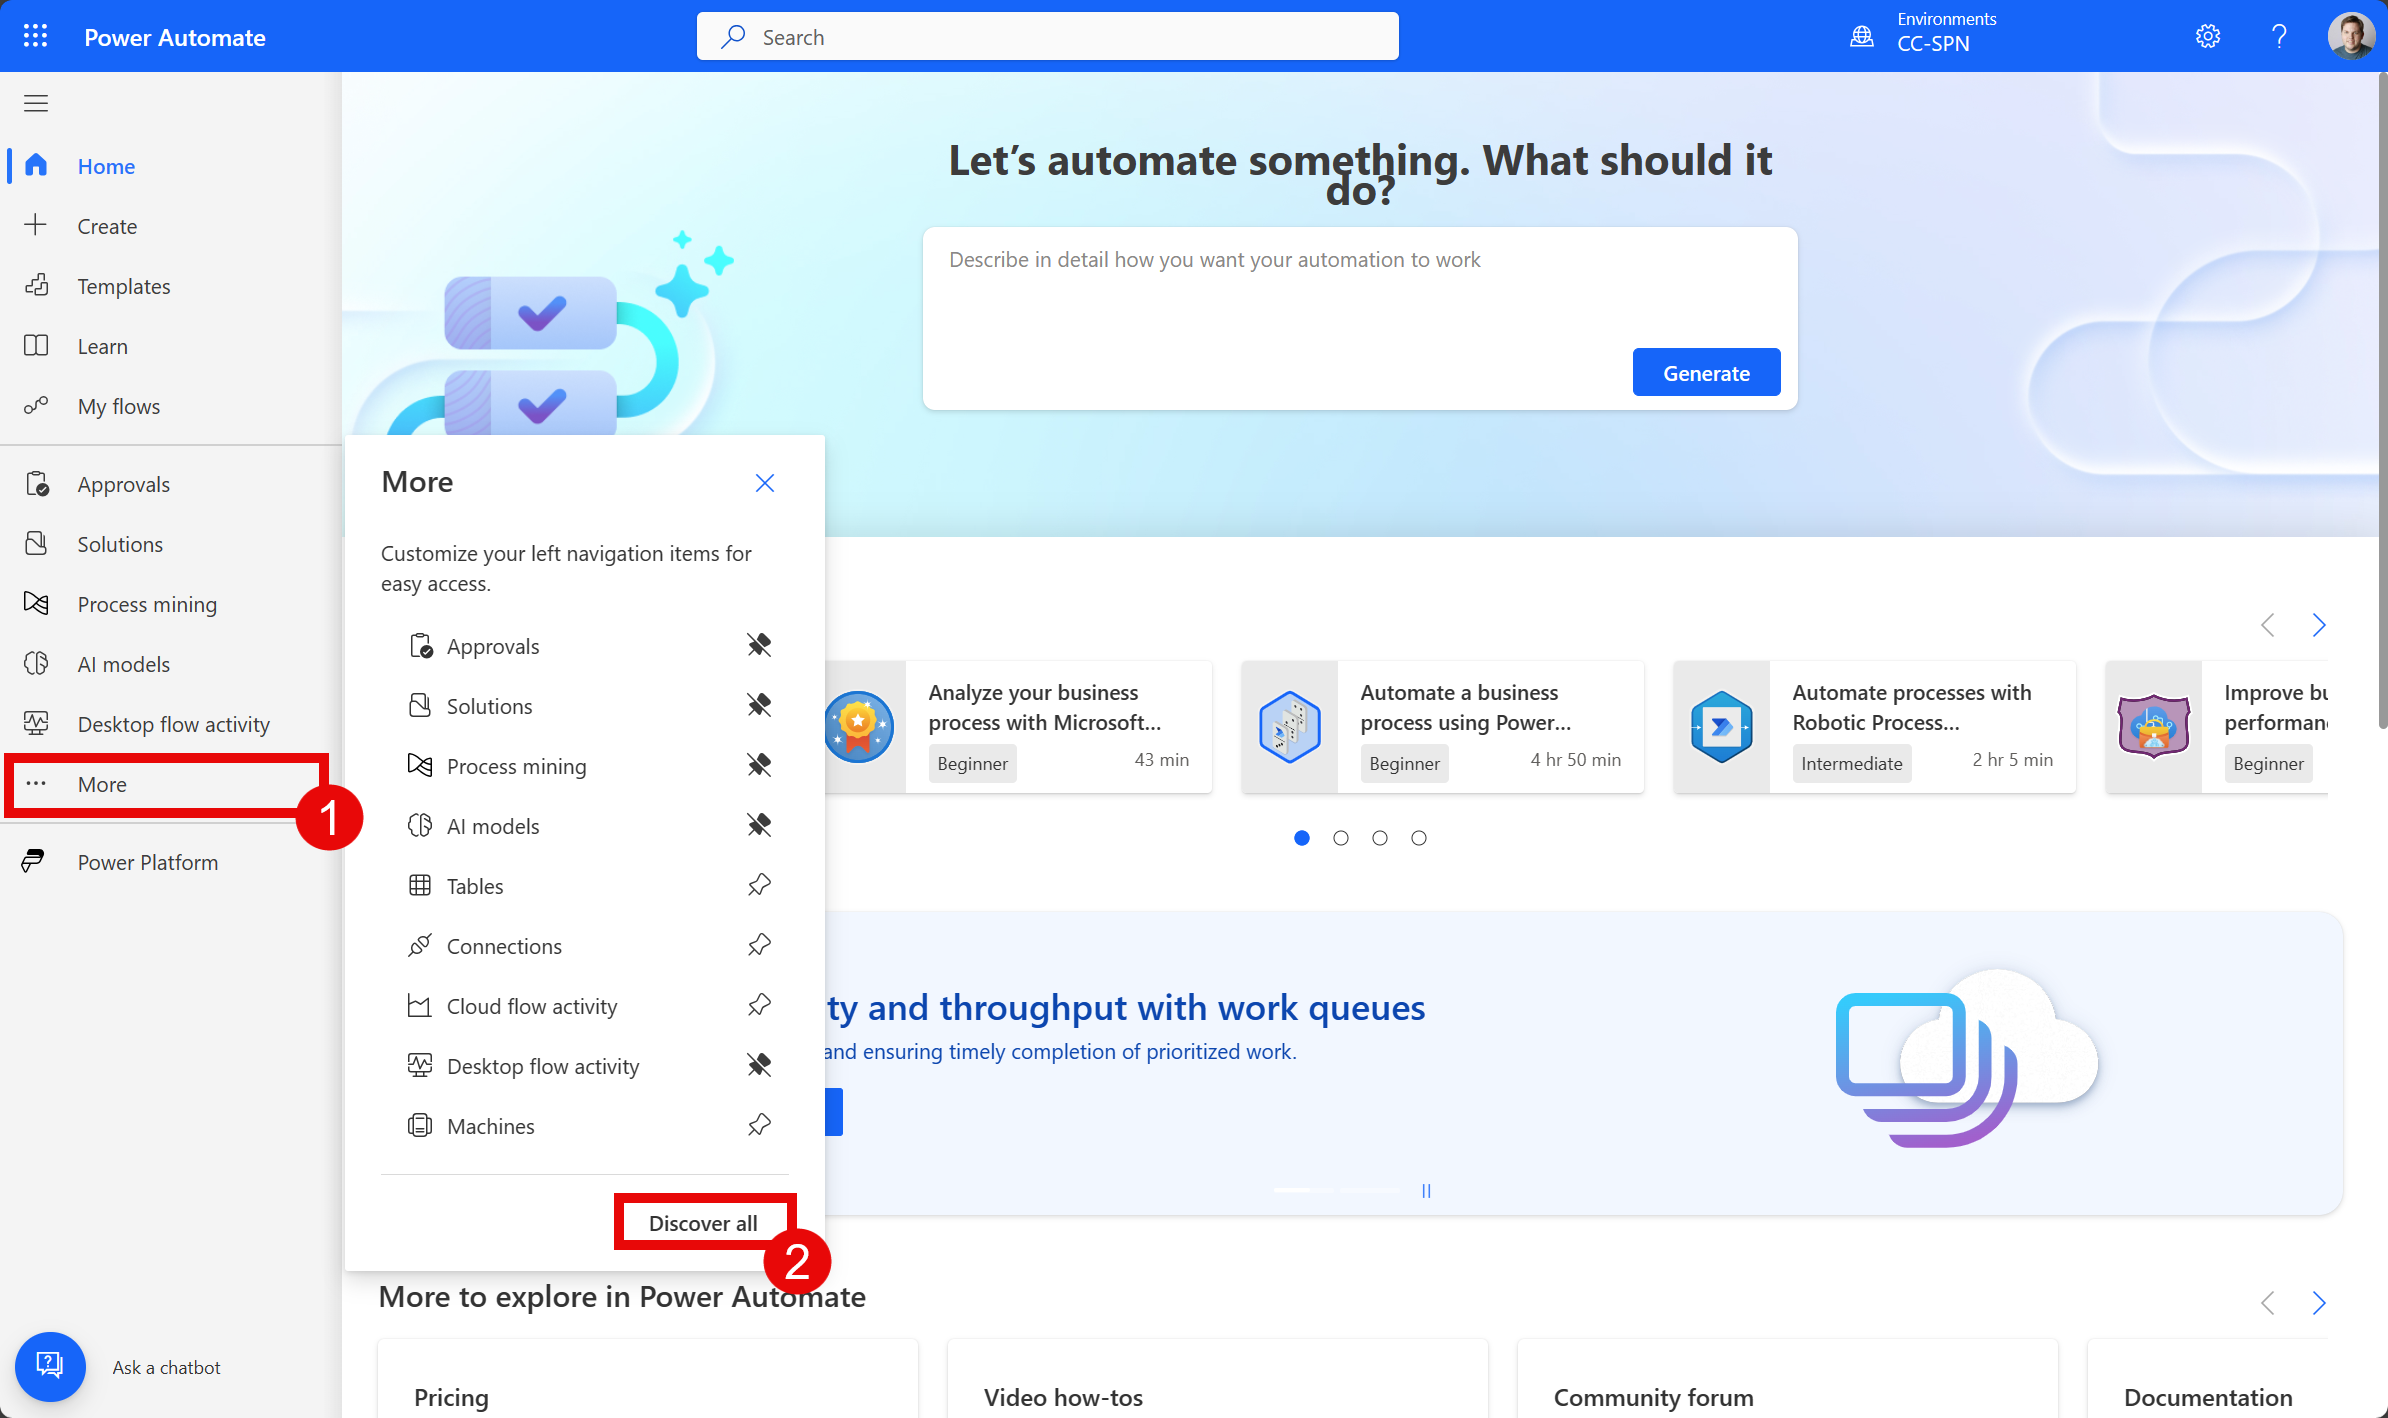 Power Automate
Search
Environments
CC-SPN
Home
Create
Templates
Learn
My flows
Approvals
Solutions
Process mining
AI models
Desktop flow activity
More
1
Power Platform
Ask a chatbot
Let’s automate something. What should it
do?
Describe in detail how you want your automation to work
Generate
More
Customize your left navigation items for
easy access.
Approvals
Solutions
Process mining
AI models
Tables
Connections
Cloud flow activity
Desktop flow activity
Machines
Discover all
2
Analyze your business
process with Microsoft...
Beginner
43 min
Automate a business
process using Power...
Beginner
4 hr 50 min
Automate processes with
Robotic Process...
Intermediate
2 hr 5 min
Improve bu
performan
Beginner
ty and throughput with work queues
and ensuring timely completion of prioritized work.
More to explore in Power Automate
Pricing
Video how-tos
Community forum
Documentation